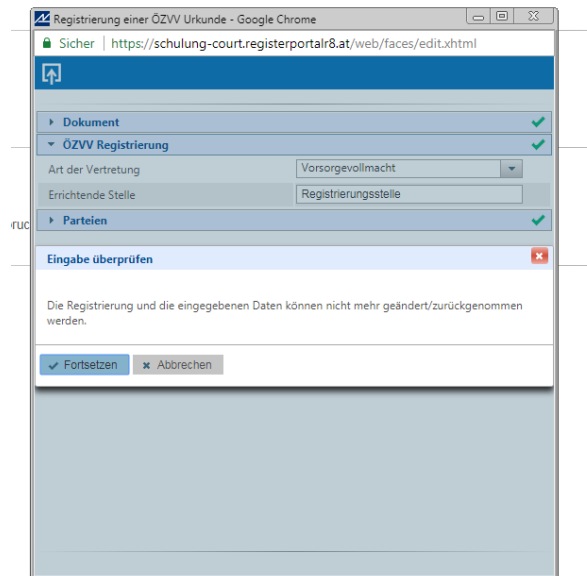 Registrierung einer ÖZVV Urkunde - Google Chrome
Sicher | https://schulung-court.registerportalr8.at/web/faces/edit.xhtml
Dokument
ÖZVV Registrierung
Art der Vertretung Vorsorgevollmacht
Errichtende Stelle Registrierungsstelle
Parteien
Eingabe überprüfen
Die Registrierung und die eingegebenen Daten können nicht mehr geändert/zurückgenommen
werden.
Fortsetzen Abbrechen